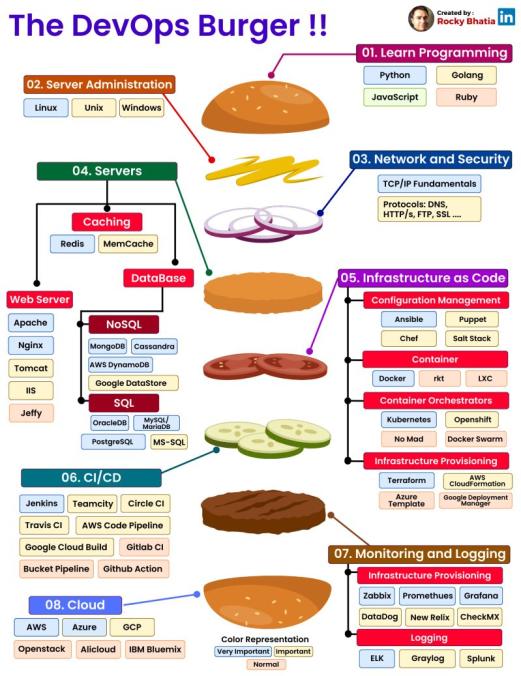 The DevOps Burger !!
Created by :
Rocky Bhatia
in
01. Learn Programming
Python Golang
JavaScript Ruby
02. Server Administration
Linux Unix Windows
03. Network and Security
TCP/IP Fundamentals
Protocols: DNS,
HTTP/s, FTP, SSL ....
04. Servers
Caching
Redis MemCache
DataBase
Web Server
Apache
Nginx
Tomcat
IIS
Jeffy
NoSQL
MongoDB Cassandra
AWS DynamoDB
Google DataStore
SQL
OracleDB MySQL/
MariaDB
PostgreSQL MS-SQL
05. Infrastructure as Code
Configuration Management
Ansible Puppet
Chef Salt Stack
Container
Docker rkt LXC
Container Orchestrators
Kubernetes Openshift
No Mad Docker Swarm
Infrastructure Provisioning
Terraform AWS
CloudFormation
Azure
Template
Google Deployment
Manager
06. CI/CD
Jenkins Teamcity Circle CI
Travis CI AWS Code Pipeline
Google Cloud Build Gitlab CI
Bucket Pipeline Github Action
07. Monitoring and Logging
Infrastructure Provisioning
Zabbix Promethues Grafana
DataDog New Relix CheckMX
Logging
ELK Graylog Splunk
08. Cloud
AWS Azure GCP
Openstack Alicloud IBM Bluemix
Color Representation
Very Important Important
Normal